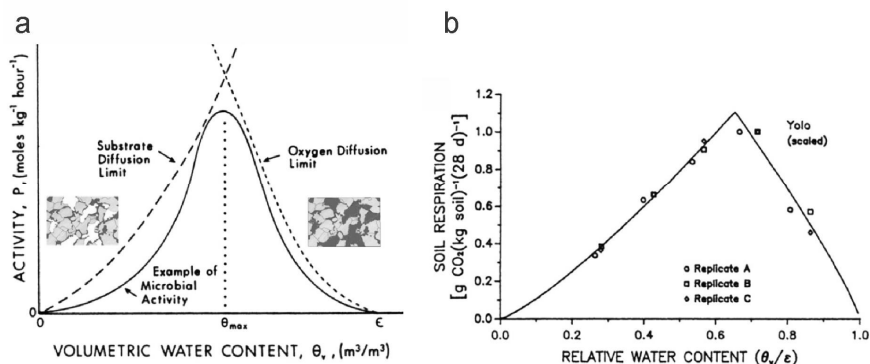 a
ACTIVITY, P, (moles kg⁻¹ hour⁻¹)
Substrate
Diffusion
Limit
Oxygen Diffusion
Limit
Example of
Microbial
Activity
0
0
θmax
ϵ
VOLUMETRIC WATER CONTENT, θv, (m³/m³)
b
SOIL RESPIRATION
[g CO₂(kg soil)⁻¹(28 d)⁻¹]
1.2
1.0
0.8
0.6
0.4
0.2
0.0
Yolo
(scaled)
Replicate A
Replicate B
Replicate C
0.0 0.2 0.4 0.6 0.8 1.0
RELATIVE WATER CONTENT (θv/ε)